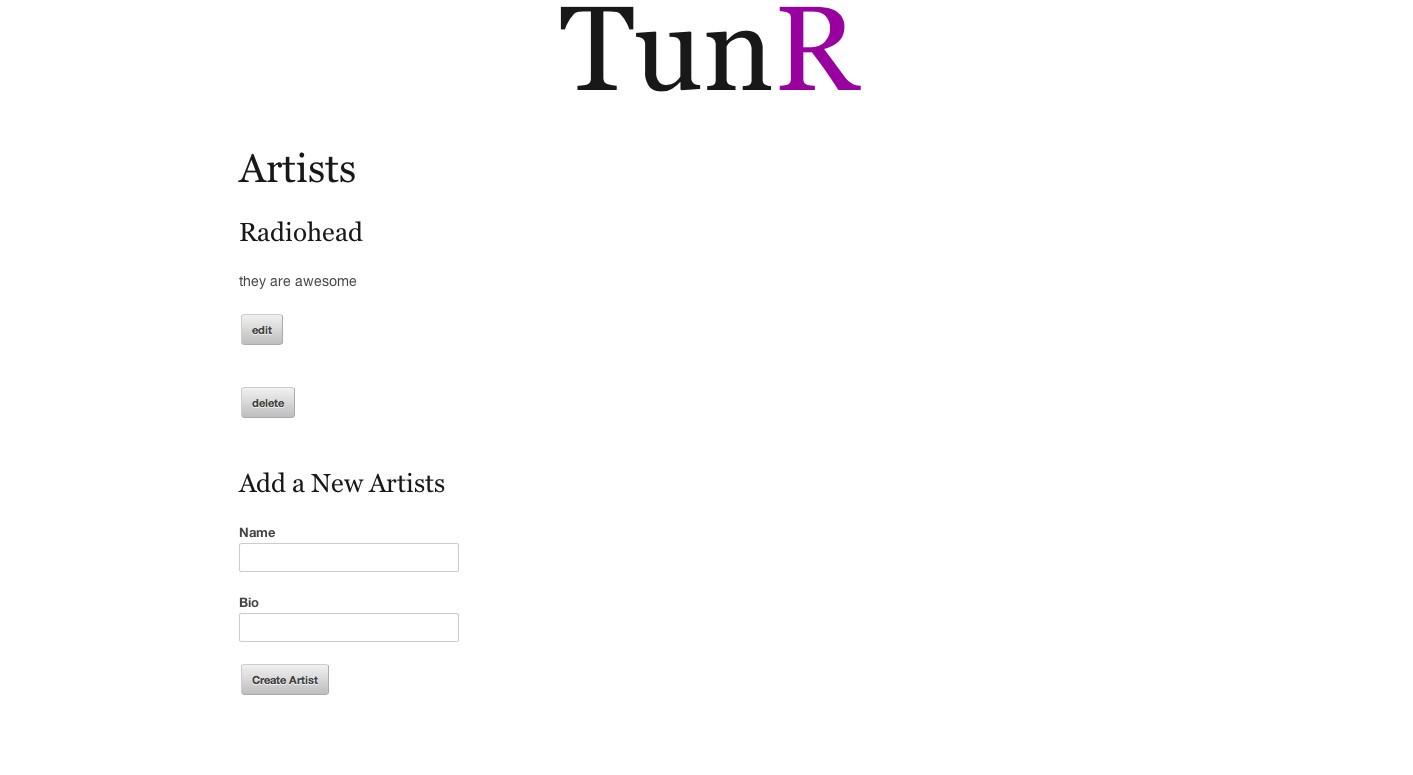 TunR
Artists
Radiohead
they are awesome
edit
delete
Add a New Artists
Name
Bio
Create Artist